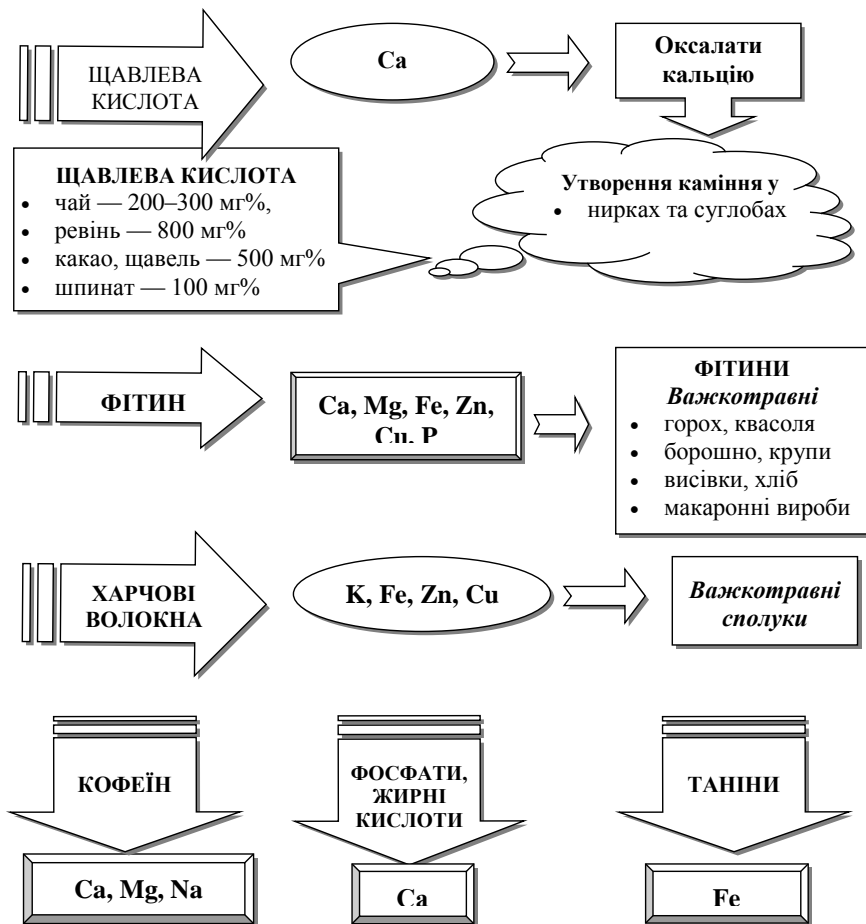 ЩАВЛЕВА
КИСЛОТА
Ca
Оксалати
кальцію
ЩАВЛЕВА КИСЛОТА
• чай — 200–300 мг%,
• ревінь — 800 мг%
• какао, щавель — 500 мг%
• шпинат — 100 мг%
Утворення каміння у
• нирках та суглобах
ФІТИН
Ca, Mg, Fe, Zn,
Cu, P
ФІТИНИ
Важкотравні
• горох, квасоля
• борошно, крупи
• висівки, хліб
• макаронні вироби
ХАРЧОВІ
ВОЛОКНА
K, Fe, Zn, Cu
Важкотравні
сполуки
КОФЕЇН
Ca, Mg, Na
ФОСФАТИ,
ЖИРНІ
КИСЛОТИ
Ca
ТАНІНИ
Fe